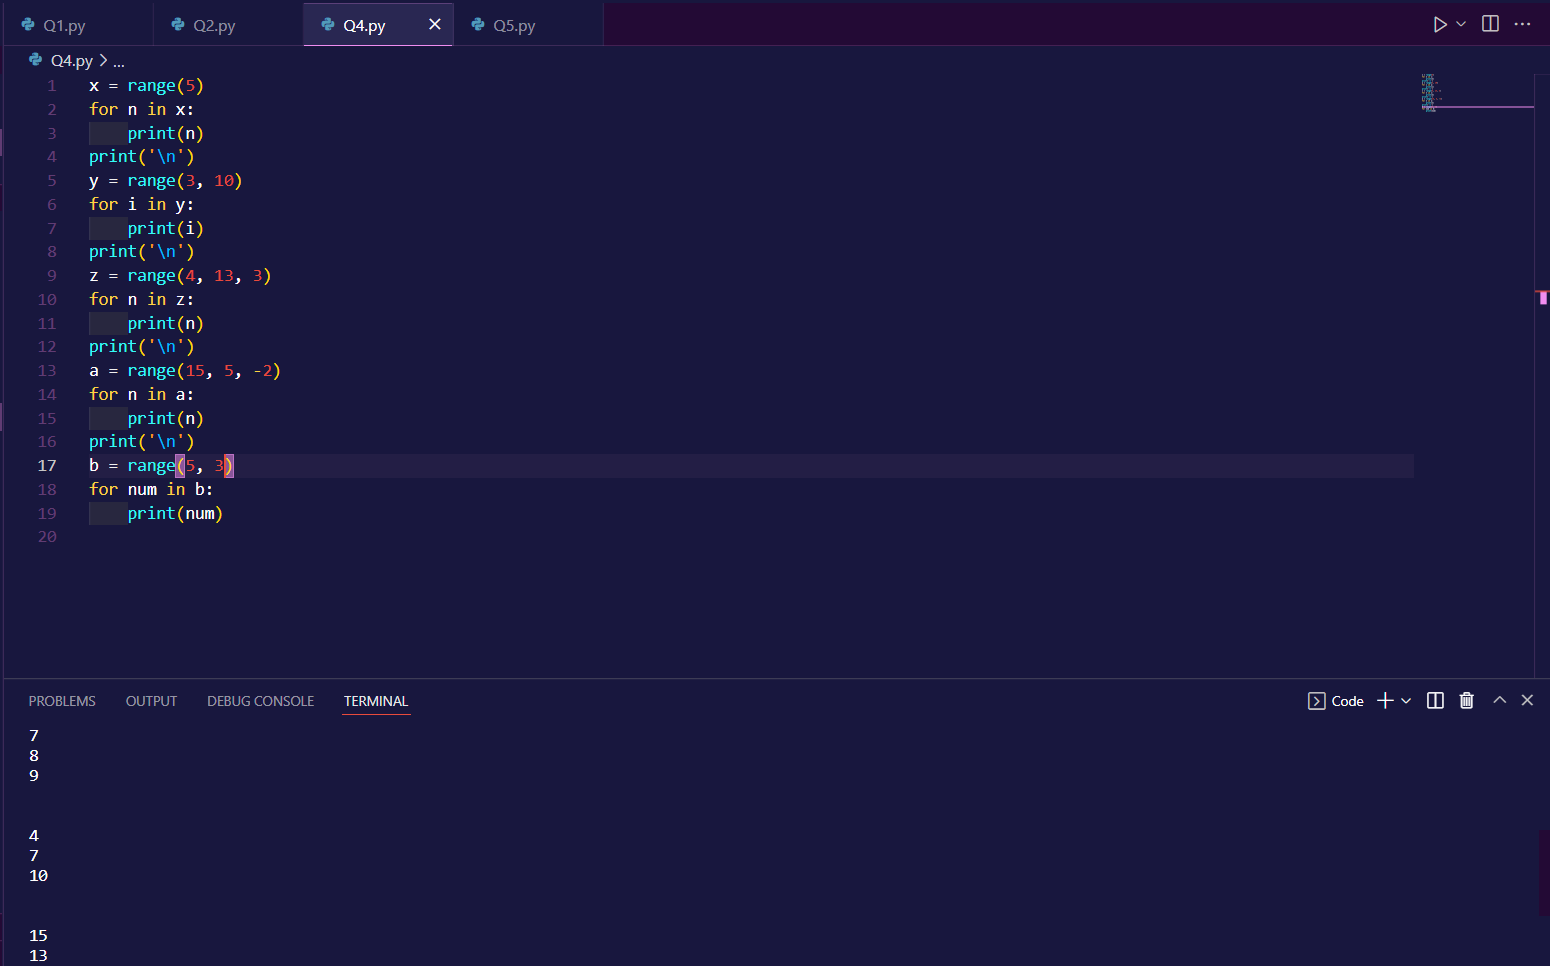 Q1.py Q2.py Q4.py Q5.py
Q4.py > ...
1 x = range(5)
2 for n in x:
3     print(n)
4 print('\n')
5 y = range(3, 10)
6 for i in y:
7     print(i)
8 print('\n')
9 z = range(4, 13, 3)
10 for n in z:
11     print(n)
12 print('\n')
13 a = range(15, 5, -2)
14 for n in a:
15     print(n)
16 print('\n')
17 b = range(5, 3)
18 for num in b:
19     print(num)
20
PROBLEMS OUTPUT DEBUG CONSOLE TERMINAL Code
7
8
9
4
7
10
15
13